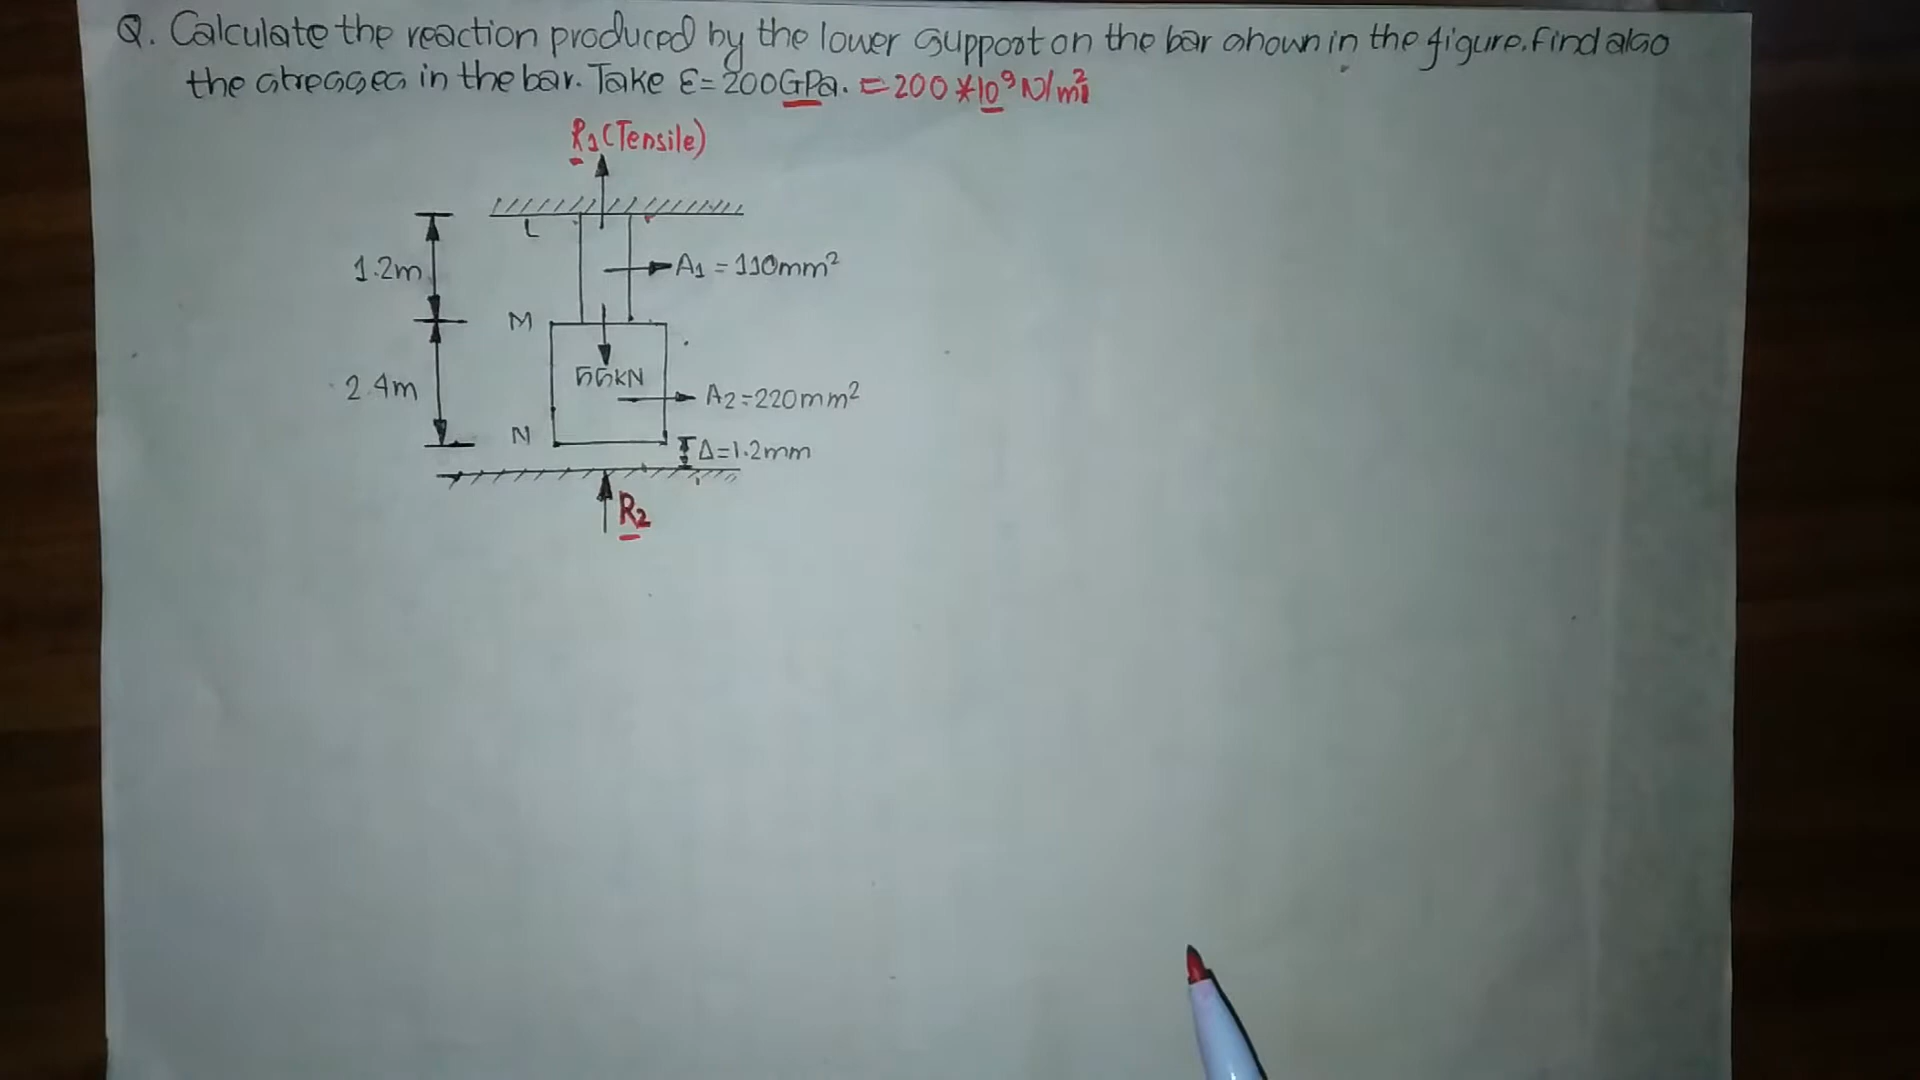 Q. Calculate the reaction produced by the lower support on the bar shown in the figure. Find also
the stresses in the bar. Take ε = 200GPa. = 200 * 10⁹ N/m²
R1 (Tensile)
L
1.2m
A1 = 110mm²
M
55kN
2.4m
A2 = 220mm²
N
Δ = 1.2mm
R2